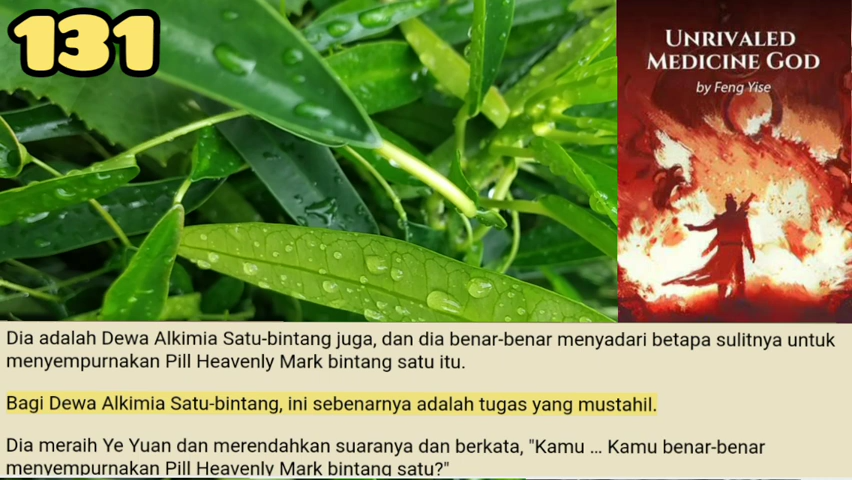 131
UNRIVALED
MEDICINE GOD
by Feng Yise
Dia adalah Dewa Alkimia Satu-bintang juga, dan dia benar-benar menyadari betapa sulitnya untuk
menyempurnakan Pill Heavenly Mark bintang satu itu.
Bagi Dewa Alkimia Satu-bintang, ini sebenarnya adalah tugas yang mustahil.
Dia meraih Ye Yuan dan merendahkan suaranya dan berkata, "Kamu ... Kamu benar-benar
menyempurnakan Pill Heavenly Mark bintang satu?"